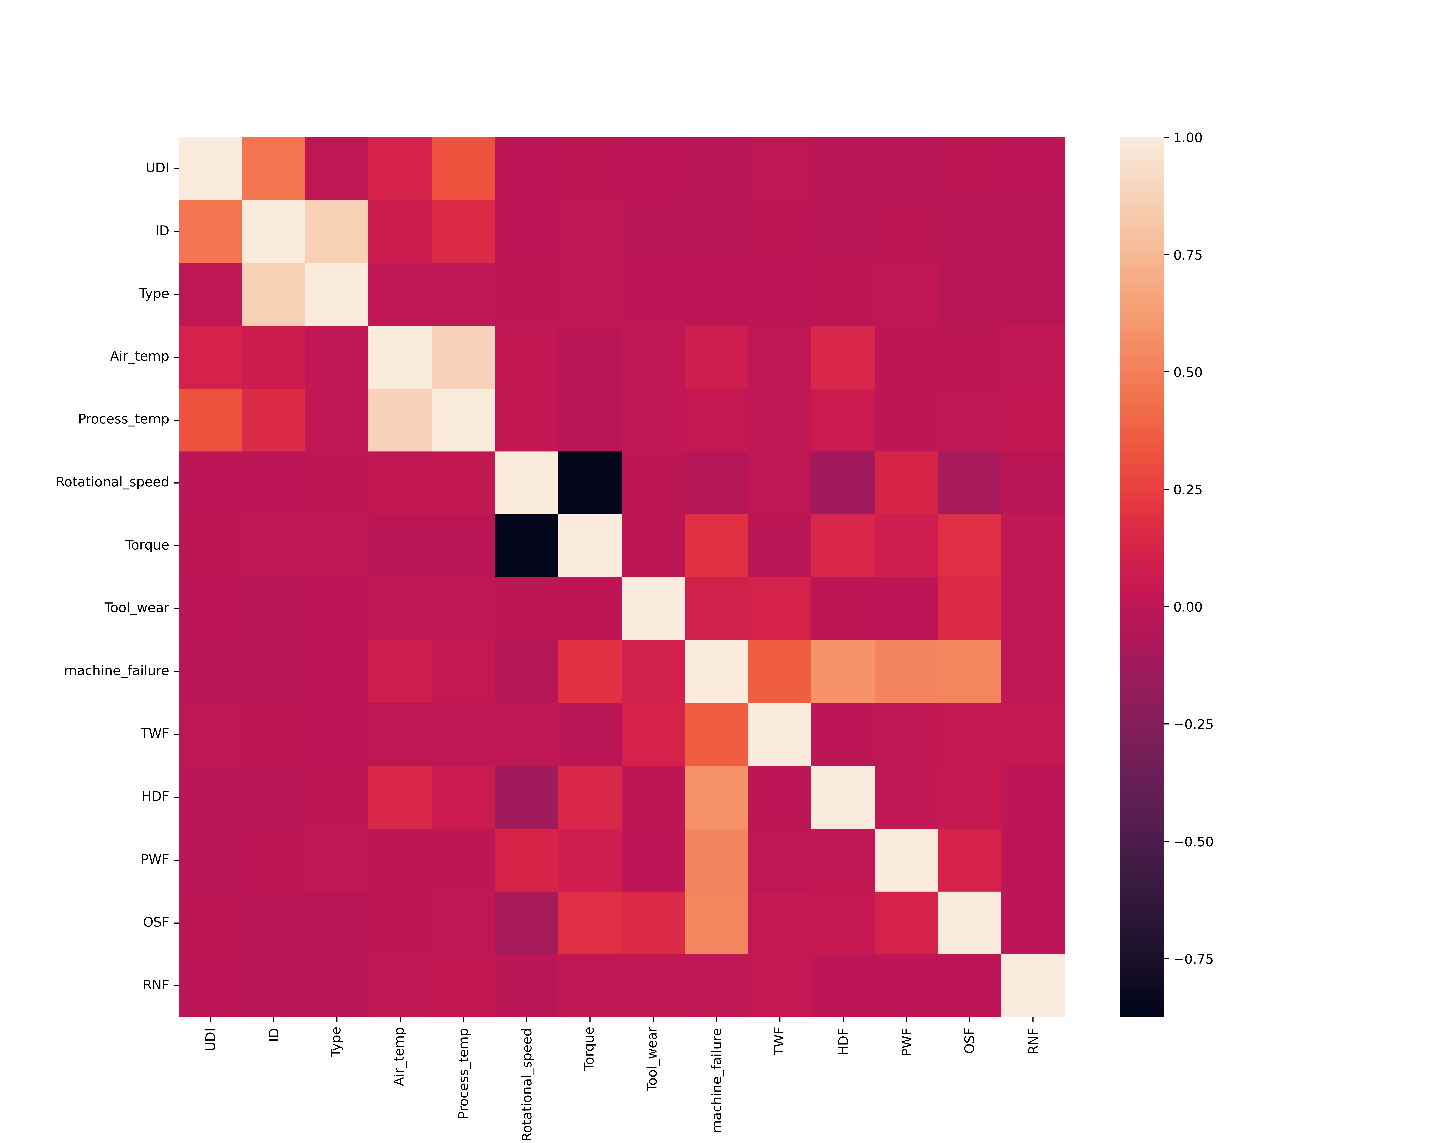 UDI
ID
Type
Air_temp
Process_temp
Rotational_speed
Torque
Tool_wear
machine_failure
TWF
HDF
PWF
OSF
RNF
UDI
ID
Type
Air_temp
Process_temp
Rotational_speed
Torque
Tool_wear
machine_failure
TWF
HDF
PWF
OSF
RNF
1.00
0.75
0.50
0.25
0.00
−0.25
−0.50
−0.75